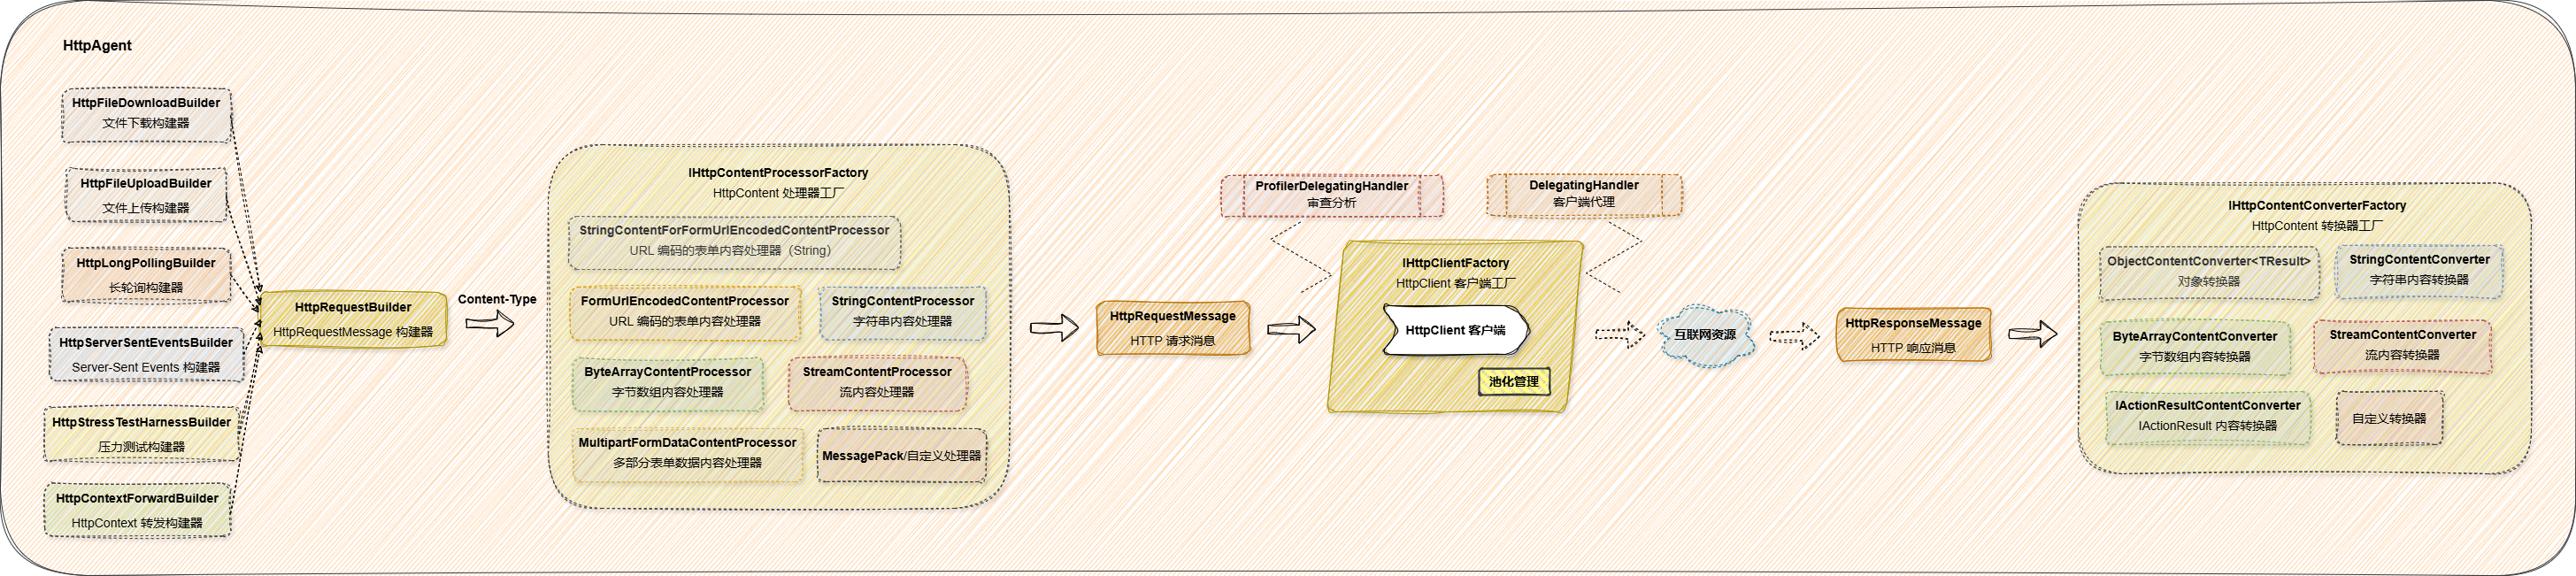 HttpAgent
HttpFileDownloadBuilder
文件下载构建器
HttpFileUploadBuilder
文件上传构建器
HttpLongPollingBuilder
长轮询构建器
HttpServerSentEventsBuilder
Server-Sent Events 构建器
HttpStressTestHarnessBuilder
压力测试构建器
HttpContextForwardBuilder
HttpContext 转发构建器
HttpRequestBuilder
HttpRequestMessage 构建器
Content-Type
IHttpContentProcessorFactory
HttpContent 处理器工厂
StringContentForFormUrlEncodedContentProcessor
URL 编码的表单内容处理器（String）
FormUrlEncodedContentProcessor
URL 编码的表单内容处理器
StringContentProcessor
字符串内容处理器
ByteArrayContentProcessor
字节数组内容处理器
StreamContentProcessor
流内容处理器
MultipartFormDataContentProcessor
多部分表单数据内容处理器
MessagePack/自定义处理器
HttpRequestMessage
HTTP 请求消息
ProfilerDelegatingHandler
审查分析
DelegatingHandler
客户端代理
IHttpClientFactory
HttpClient 客户端工厂
HttpClient 客户端
池化管理
互联网资源
HttpResponseMessage
HTTP 响应消息
IHttpContentConverterFactory
HttpContent 转换器工厂
ObjectContentConverter<TResult>
对象转换器
StringContentConverter
字符串内容转换器
ByteArrayContentConverter
字节数组内容转换器
StreamContentConverter
流内容转换器
IActionResultContentConverter
IActionResult 内容转换器
自定义转换器